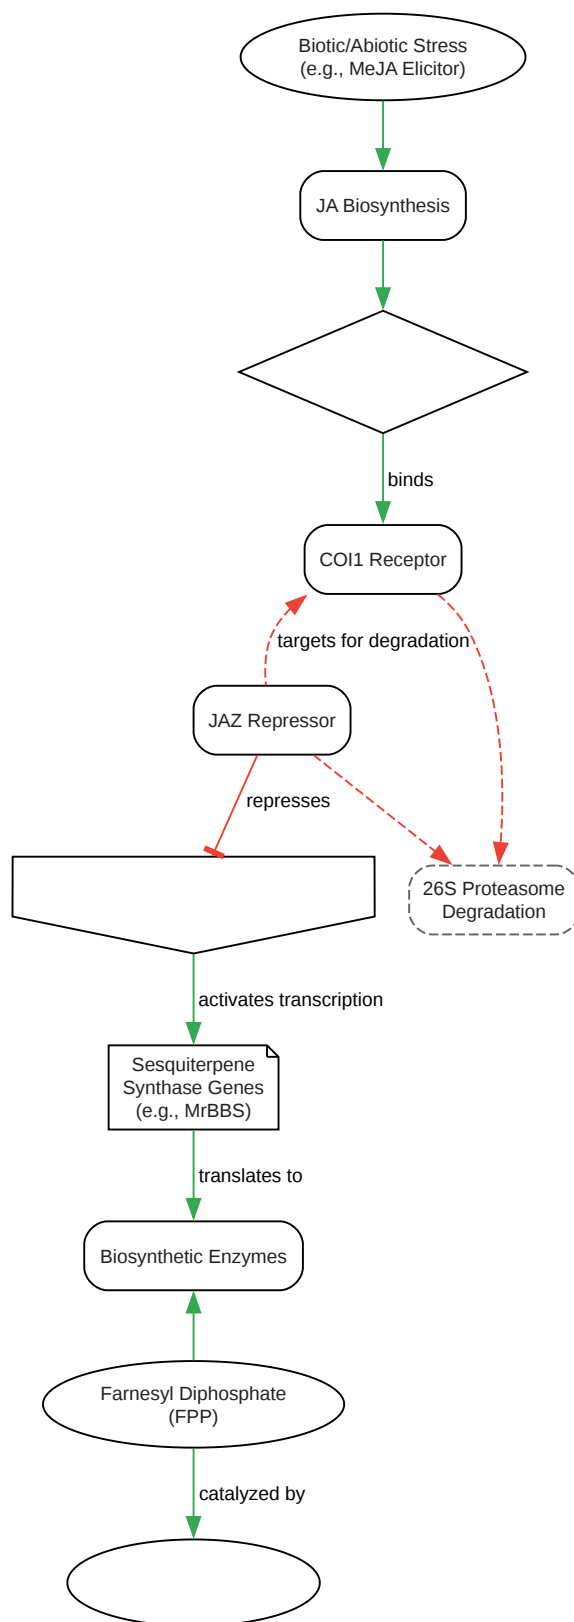 Biotic/Abiotic Stress
(e.g., MeJA Elicitor)
JA Biosynthesis
binds
COI1 Receptor
targets for degradation
JAZ Repressor
represses
26S Proteasome
Degradation
activates transcription
Sesquiterpene
Synthase Genes
(e.g., MrBBS)
translates to
Biosynthetic Enzymes
Farnesyl Diphosphate
(FPP)
catalyzed by